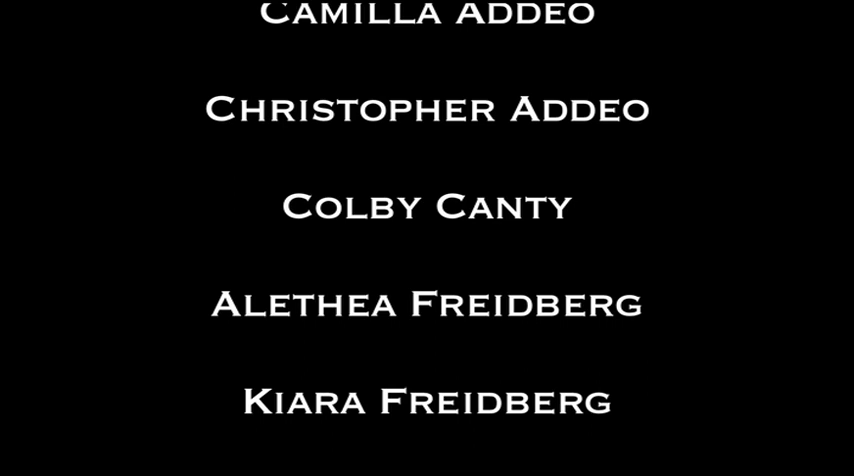 Camilla Addeo
Christopher Addeo
Colby Canty
Alethea Freidberg
Kiara Freidberg